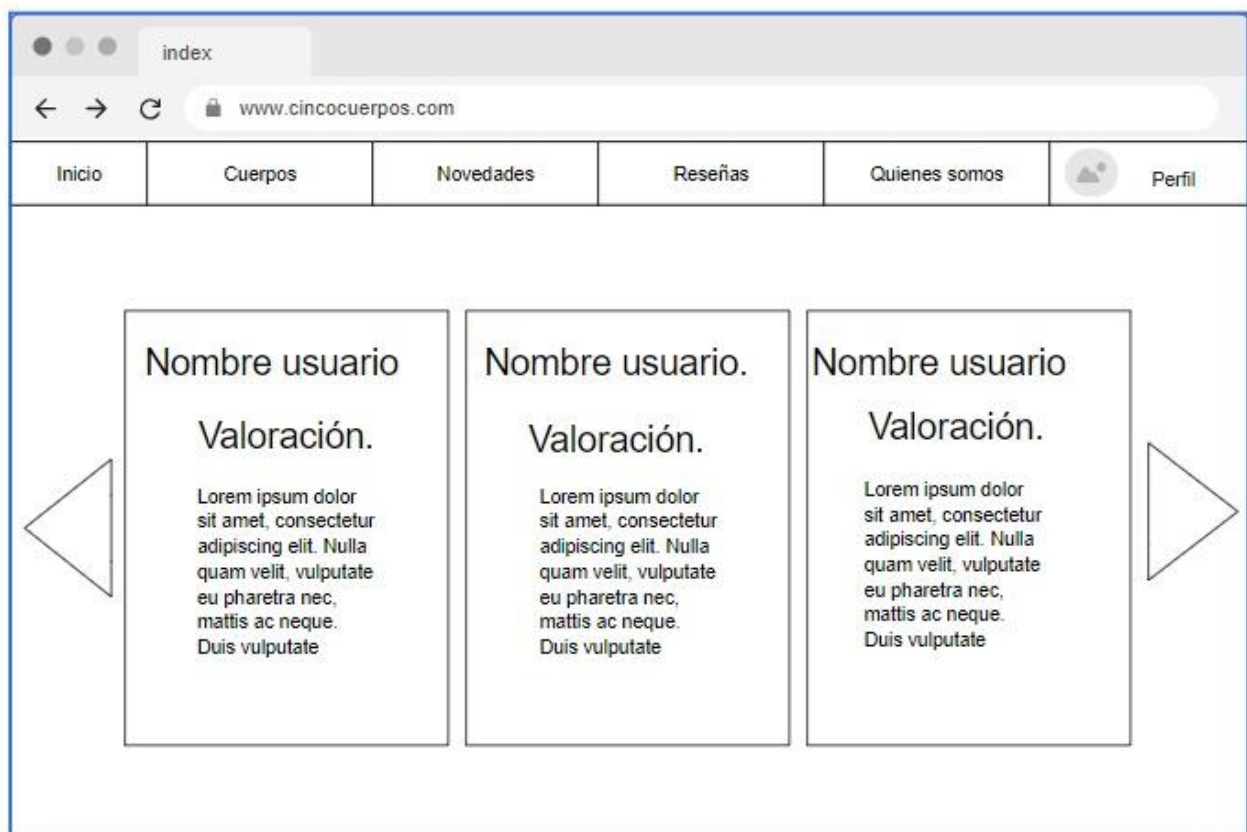 index
www.cincocuerpos.com
Inicio
Cuerpos
Novedades
Reseñas
Quienes somos
Perfil
Nombre usuario
Valoración.
Lorem ipsum dolor
sit amet, consectetur
adipiscing elit. Nulla
quam velit, vulputate
eu pharetra nec,
mattis ac neque.
Duis vulputate
Nombre usuario.
Valoración.
Lorem ipsum dolor
sit amet, consectetur
adipiscing elit. Nulla
quam velit, vulputate
eu pharetra nec,
mattis ac neque.
Duis vulputate
Nombre usuario
Valoración.
Lorem ipsum dolor
sit amet, consectetur
adipiscing elit. Nulla
quam velit, vulputate
eu pharetra nec,
mattis ac neque.
Duis vulputate